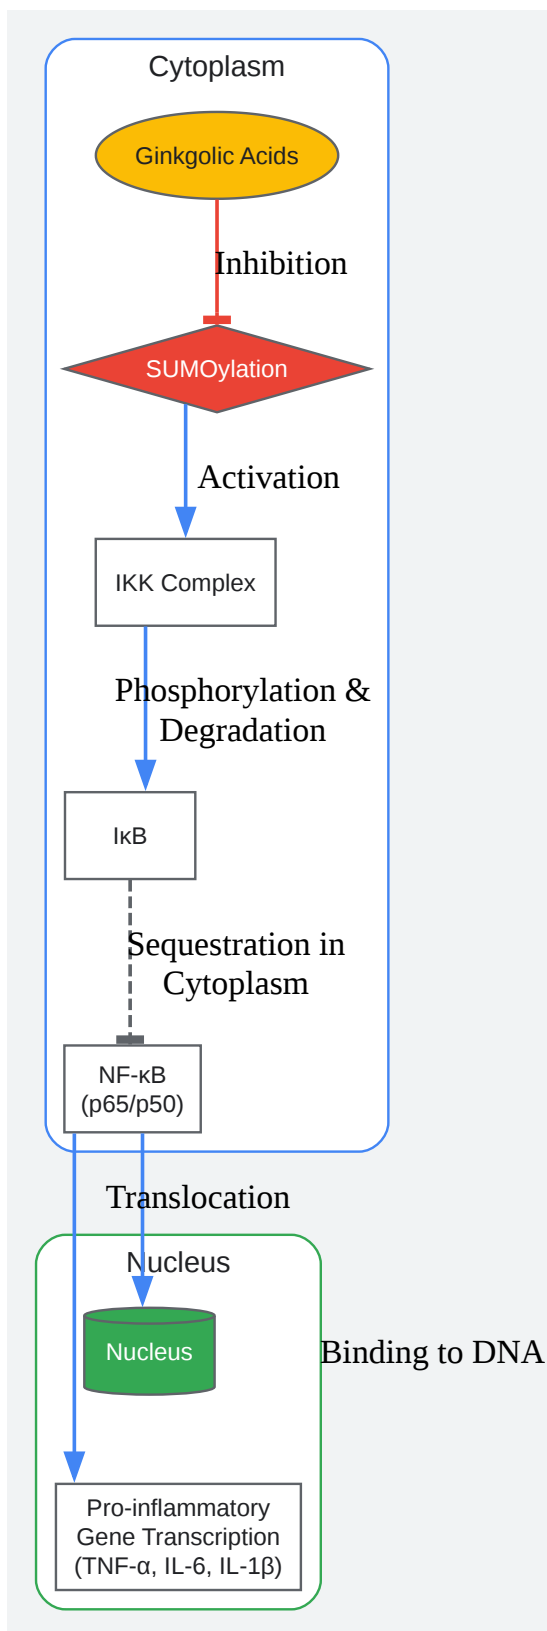 Cytoplasm
Ginkgolic Acids
Inhibition
SUMOylation
Activation
IKK Complex
Phosphorylation &
Degradation
IκB
Sequestration in
Cytoplasm
NF-κB
(p65/p50)
Translocation
Nucleus
Nucleus
Binding to DNA
Pro-inflammatory
Gene Transcription
(TNF-α, IL-6, IL-1β)